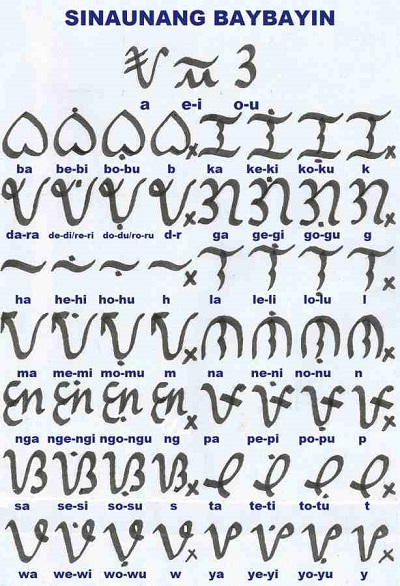 SINAUNANG BAYBAYIN
ᜀ ᜁ ᜂ
a e-i o-u
ᜊ ᜊᜒ ᜊᜓ ᜊ᜔ ᜃ ᜃᜒ ᜃᜓ ᜃ᜔
ba be-bi bo-bu b ka ke-ki ko-ku k
ᜇ ᜇᜒ ᜇᜓ ᜇ᜔ ᜄ ᜄᜒ ᜄᜓ ᜄ᜔
da-ra de-di/re-ri do-du/ro-ru d-r ga ge-gi go-gu g
ᜑ ᜑᜒ ᜑᜓ ᜑ᜔ ᜎ ᜎᜒ ᜎᜓ ᜎ᜔
ha he-hi ho-hu h la le-li lo-lu l
ᜋ ᜋᜒ ᜋᜓ ᜋ᜔ ᜈ ᜈᜒ ᜈᜓ ᜈ᜔
ma me-mi mo-mu m na ne-ni no-nu n
ᜅ ᜅᜒ ᜅᜓ ᜅ᜔ ᜉ ᜉᜒ ᜉᜓ ᜉ᜔
nga nge-ngi ngo-ngu ng pa pe-pi po-pu p
ᜐ ᜐᜒ ᜐᜓ ᜐ᜔ ᜆ ᜆᜒ ᜆᜓ ᜆ᜔
sa se-si so-su s ta te-ti to-tu t
ᜏ ᜏᜒ ᜏᜓ ᜏ᜔ ᜌ ᜌᜒ ᜌᜓ ᜌ᜔
wa we-wi wo-wu w ya ye-yi yo-yu y